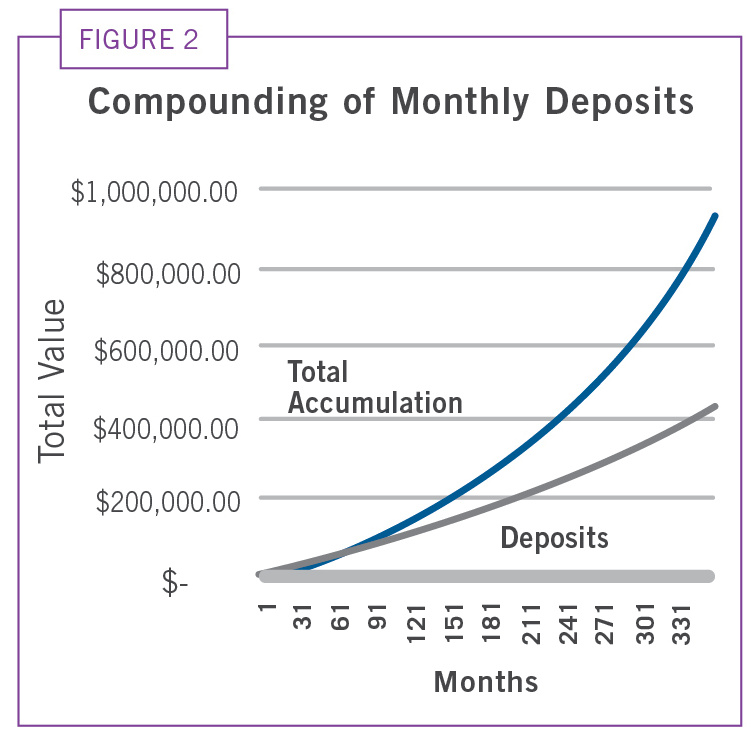 FIGURE 2
Compounding of Monthly Deposits
$1,000,000.00
$800,000.00
$600,000.00
$400,000.00
$200,000.00
$-
Total Value
Total
Accumulation
Deposits
1 31 61 91 121 151 181 211 241 271 301 331
Months